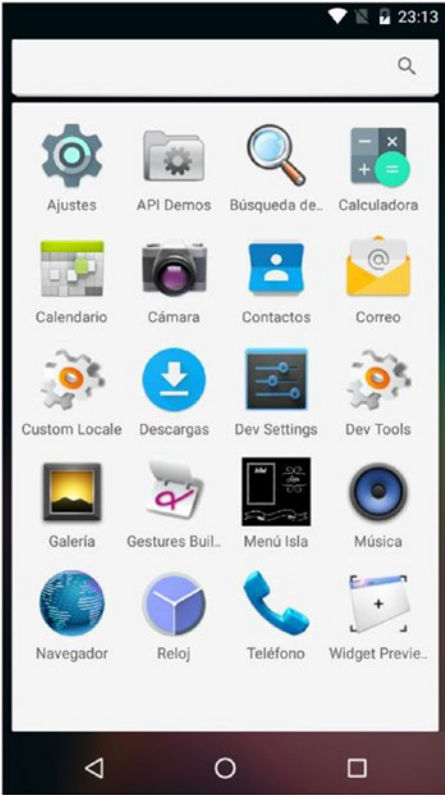 23:13
Ajustes
API Demos
Búsqueda de..
Calculadora
Calendario
Cámara
Contactos
Correo
Custom Locale
Descargas
Dev Settings
Dev Tools
Galería
Gestures Buil..
Menú Isla
Música
Navegador
Reloj
Teléfono
Widget Previe..